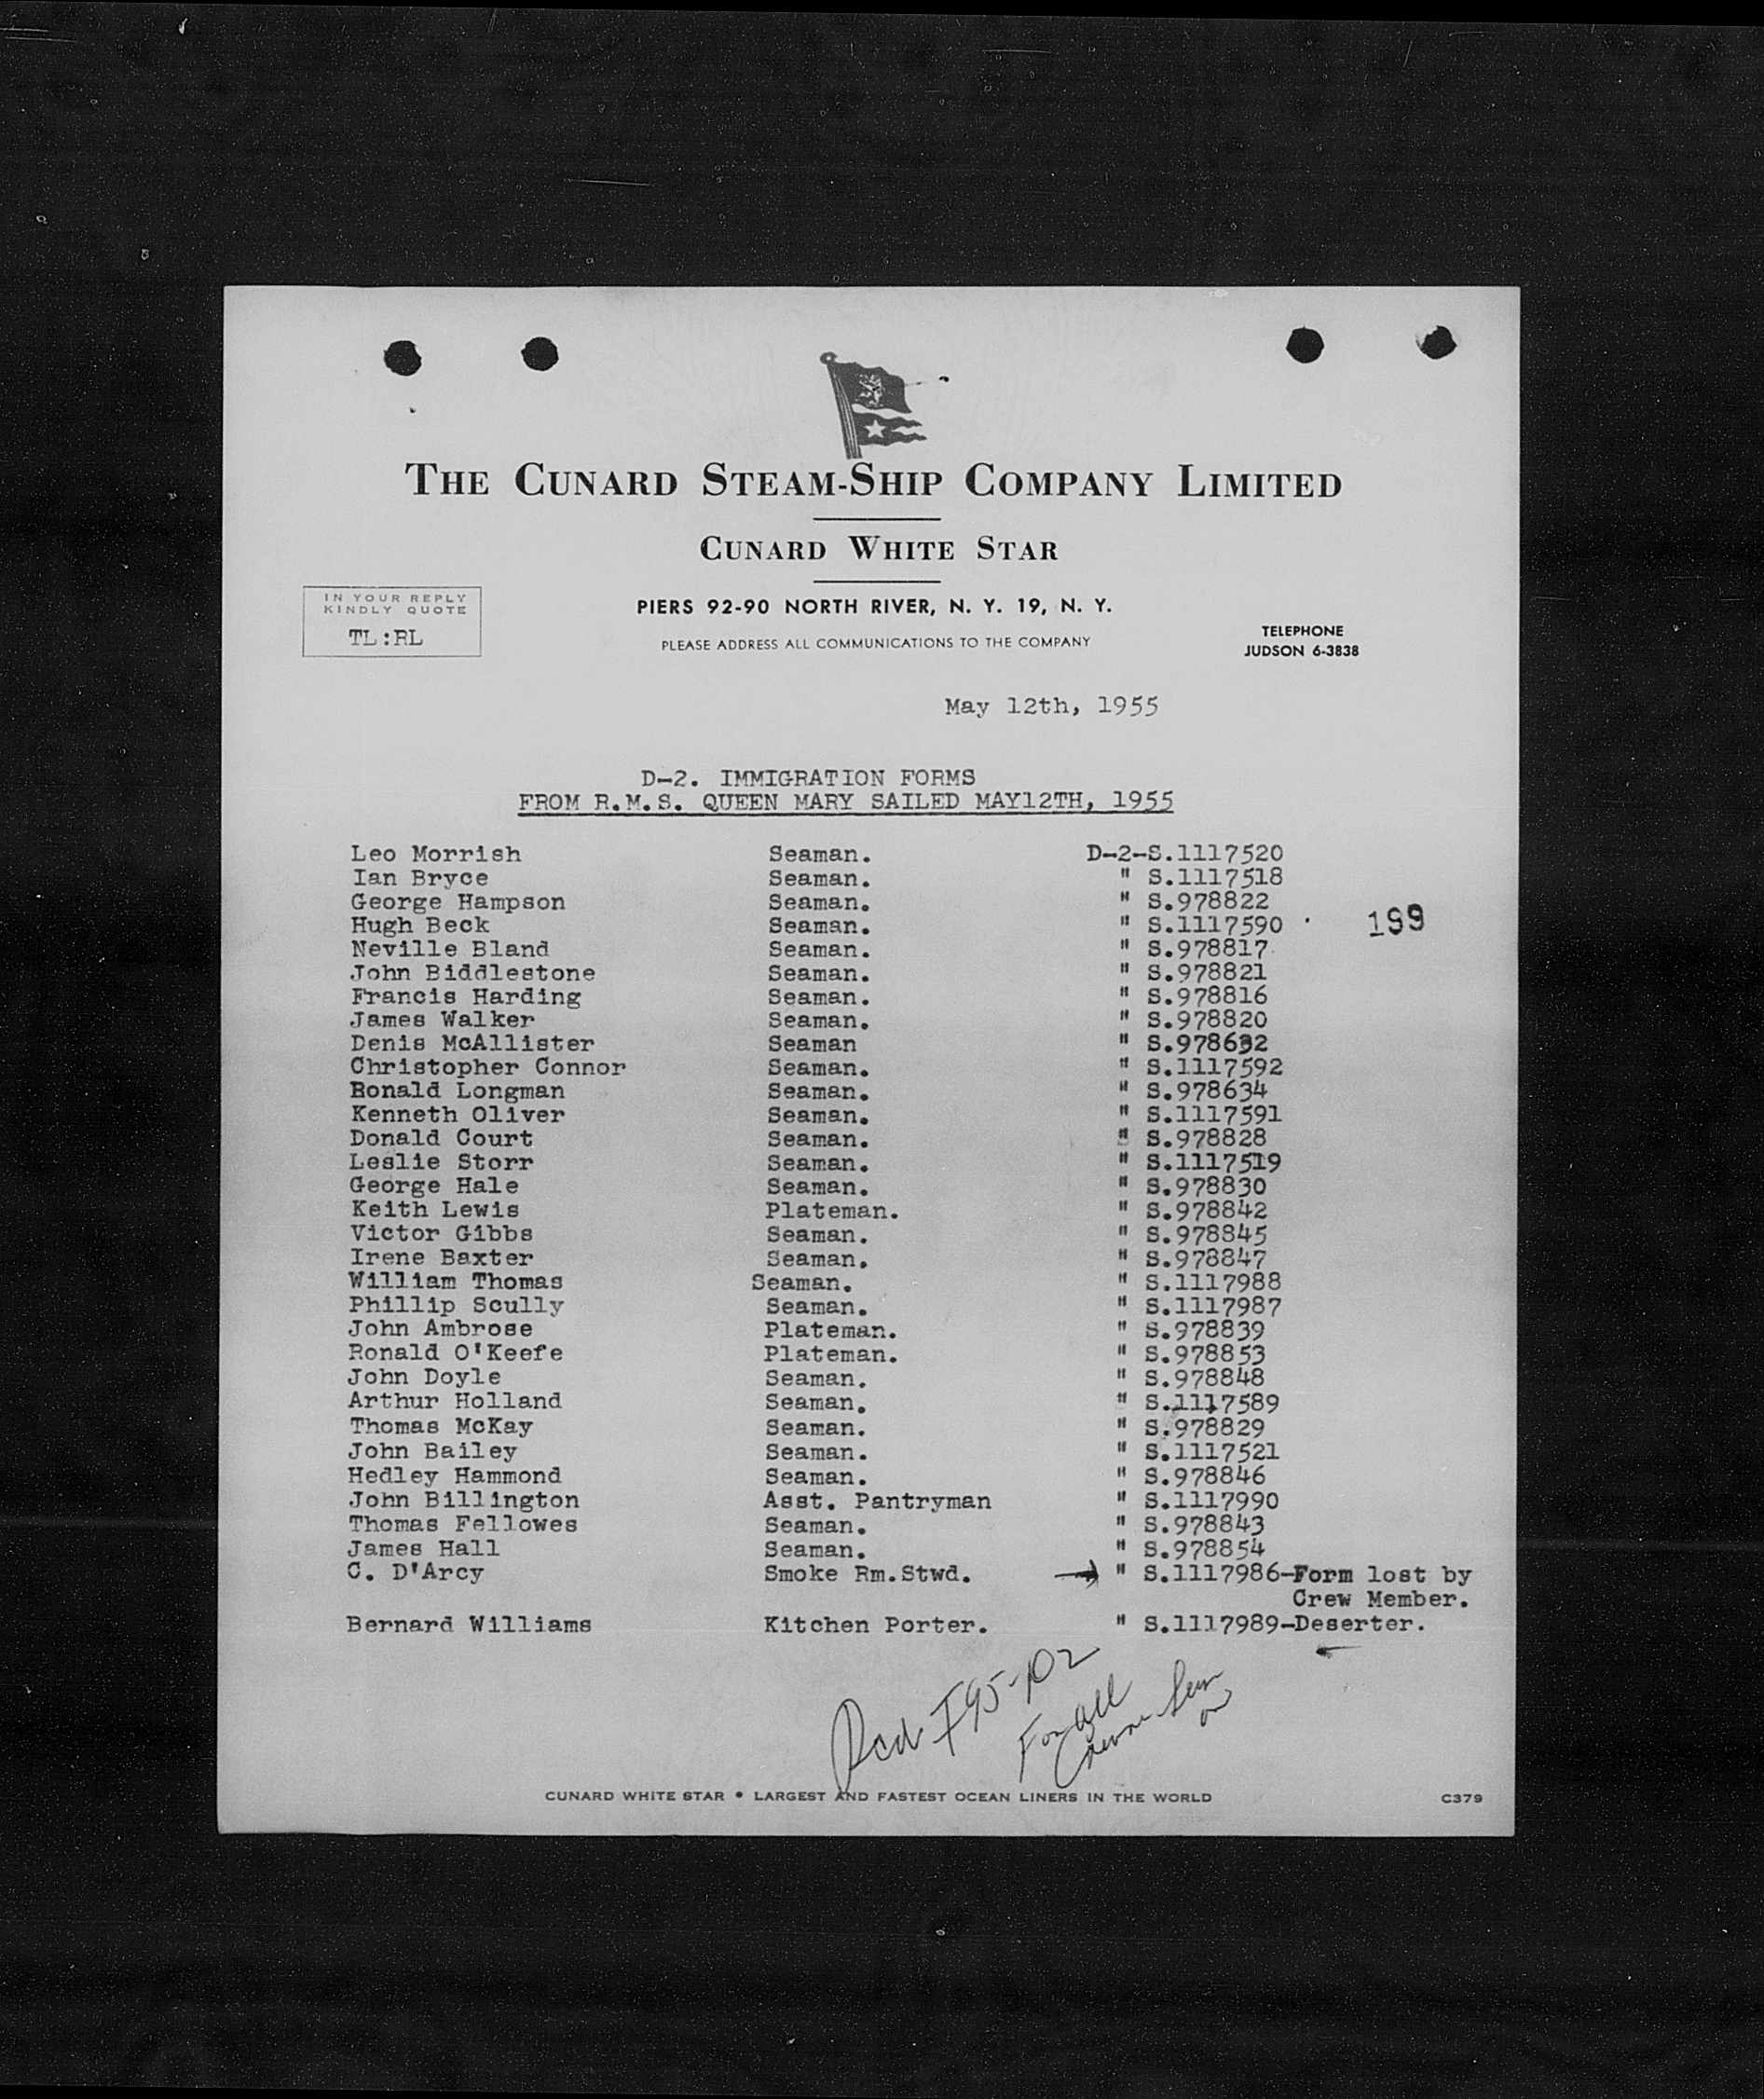 THE CUNARD STEAM-SHIP COMPANY LIMITED
CUNARD WHITE STAR
IN YOUR REPLY
KINDLY QUOTE
TL:RL
PIERS 92-90 NORTH RIVER, N. Y. 19, N. Y.
PLEASE ADDRESS ALL COMMUNICATIONS TO THE COMPANY
TELEPHONE
JUDSON 6-3838
May 12th, 1955
D-2. IMMIGRATION FORMS
FROM R.M.S. QUEEN MARY SAILED MAY12TH, 1955
Leo Morrish Seaman. D-2-S.1117520
Ian Bryce Seaman. " S.1117518
George Hampson Seaman. " S.978822
Hugh Beck Seaman. " S.1117590 199
Neville Bland Seaman. " S.978817
John Biddlestone Seaman. " S.978821
Francis Harding Seaman. " S.978816
James Walker Seaman. " S.978820
Denis McAllister Seaman " S.978632
Christopher Connor Seaman. " S.1117592
Ronald Longman Seaman. " S.978634
Kenneth Oliver Seaman. " S.1117591
Donald Court Seaman. " S.978828
Leslie Storr Seaman. " S.1117519
George Hale Seaman. " S.978830
Keith Lewis Plateman. " S.978842
Victor Gibbs Seaman. " S.978845
Irene Baxter Seaman. " S.978847
William Thomas Seaman. " S.1117988
Phillip Scully Seaman. " S.1117987
John Ambrose Plateman. " S.978839
Ronald O'Keefe Plateman. " S.978853
John Doyle Seaman. " S.978848
Arthur Holland Seaman. " S.1117589
Thomas McKay Seaman. " S.978829
John Bailey Seaman. " S.1117521
Hedley Hammond Seaman. " S.978846
John Billington Asst. Pantryman " S.1117990
Thomas Fellowes Seaman. " S.978843
James Hall Seaman. " S.978854
C. D'Arcy Smoke Rm.Stwd. → " S.1117986-Form lost by
Crew Member.
Bernard Williams Kitchen Porter. " S.1117989-Deserter.
Rcd I95-102
For all
CUNARD WHITE STAR • LARGEST AND FASTEST OCEAN LINERS IN THE WORLD
C379